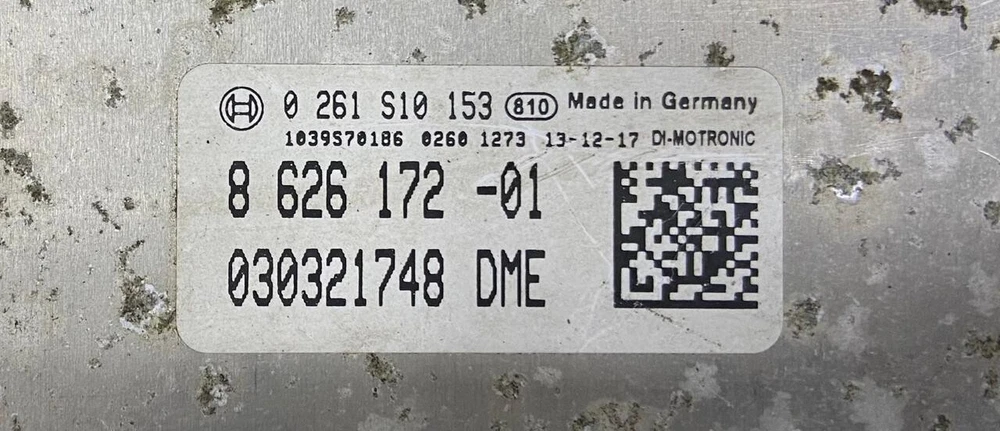 0 261 S10 153 810 Made in Germany
1039S70186 0260 1273 13-12-17 DI-MOTRONIC
8 626 172 -01
030321748 DME